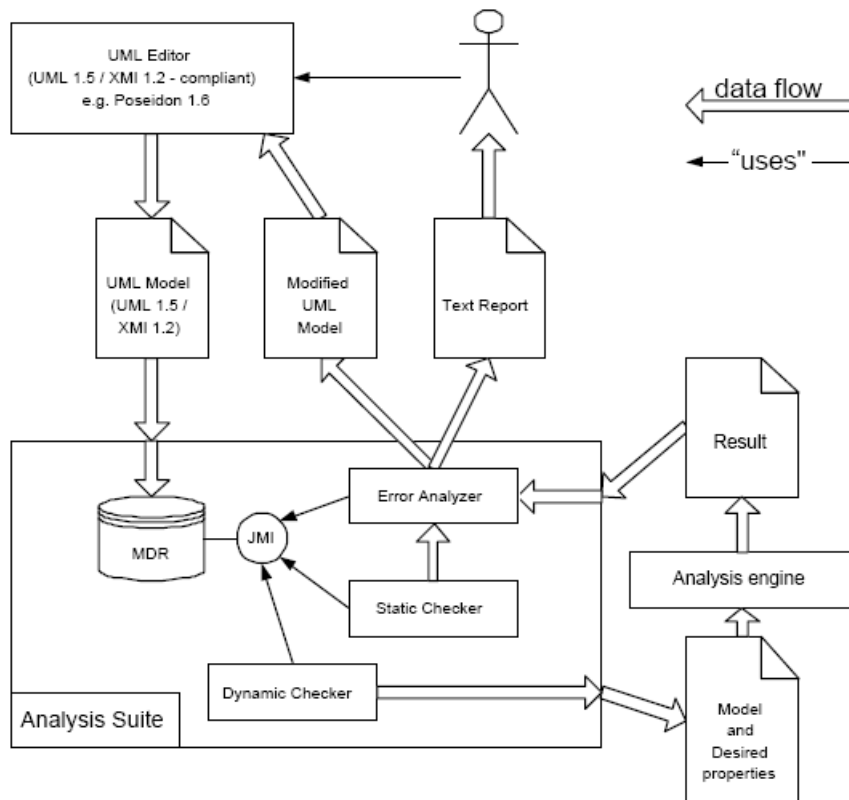 UML Editor
(UML 1.5 / XMI 1.2 - compliant)
e.g. Poseidon 1.6
data flow
“uses"
UML Model
(UML 1.5 /
XMI 1.2)
Modified
UML
Model
Text Report
Result
Error Analyzer
MDR
JMI
Static Checker
Analysis engine
Dynamic Checker
Analysis Suite
Model
and
Desired
properties